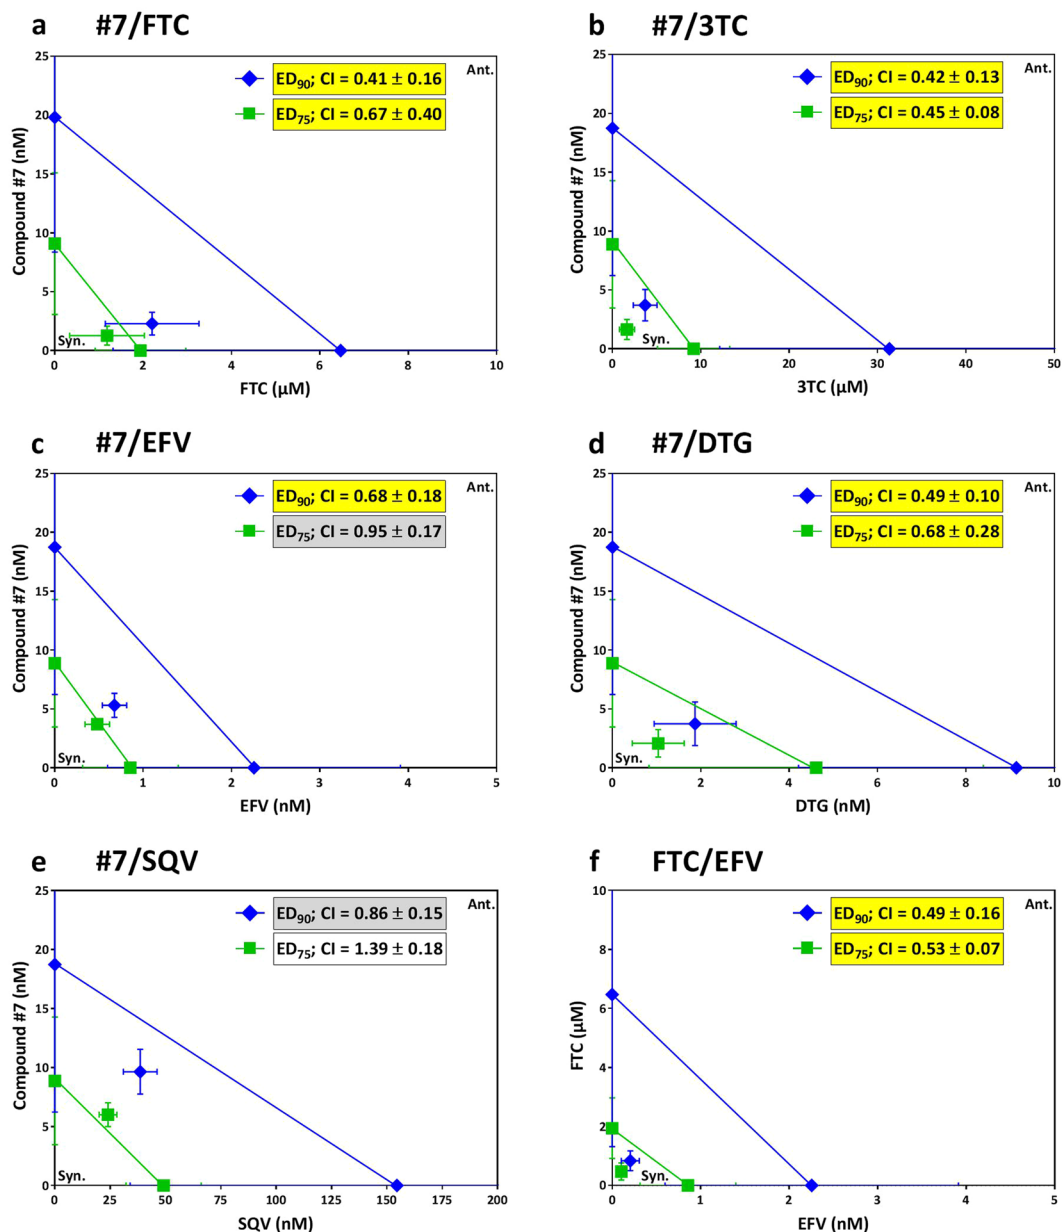 a #7/FTC
25
20
15
10
5
0
Compound #7 (nM)
ED90; CI = 0.41 ± 0.16
ED75; CI = 0.67 ± 0.40
Ant.
Syn.
0 2 4 6 8 10
FTC (µM)
b #7/3TC
25
20
15
10
5
0
Compound #7 (nM)
ED90; CI = 0.42 ± 0.13
ED75; CI = 0.45 ± 0.08
Ant.
Syn.
0 10 20 30 40 50
3TC (µM)
c #7/EFV
25
20
15
10
5
0
Compound #7 (nM)
ED90; CI = 0.68 ± 0.18
ED75; CI = 0.95 ± 0.17
Ant.
Syn.
0 1 2 3 4 5
EFV (nM)
d #7/DTG
25
20
15
10
5
0
Compound #7 (nM)
ED90; CI = 0.49 ± 0.10
ED75; CI = 0.68 ± 0.28
Ant.
Syn.
0 2 4 6 8 10
DTG (nM)
e #7/SQV
25
20
15
10
5
0
Compound #7 (nM)
ED90; CI = 0.86 ± 0.15
ED75; CI = 1.39 ± 0.18
Ant.
Syn.
0 25 50 75 100 125 150 175 200
SQV (nM)
f FTC/EFV
10
8
6
4
2
0
FTC (µM)
ED90; CI = 0.49 ± 0.16
ED75; CI = 0.53 ± 0.07
Ant.
Syn.
0 1 2 3 4 5
EFV (nM)